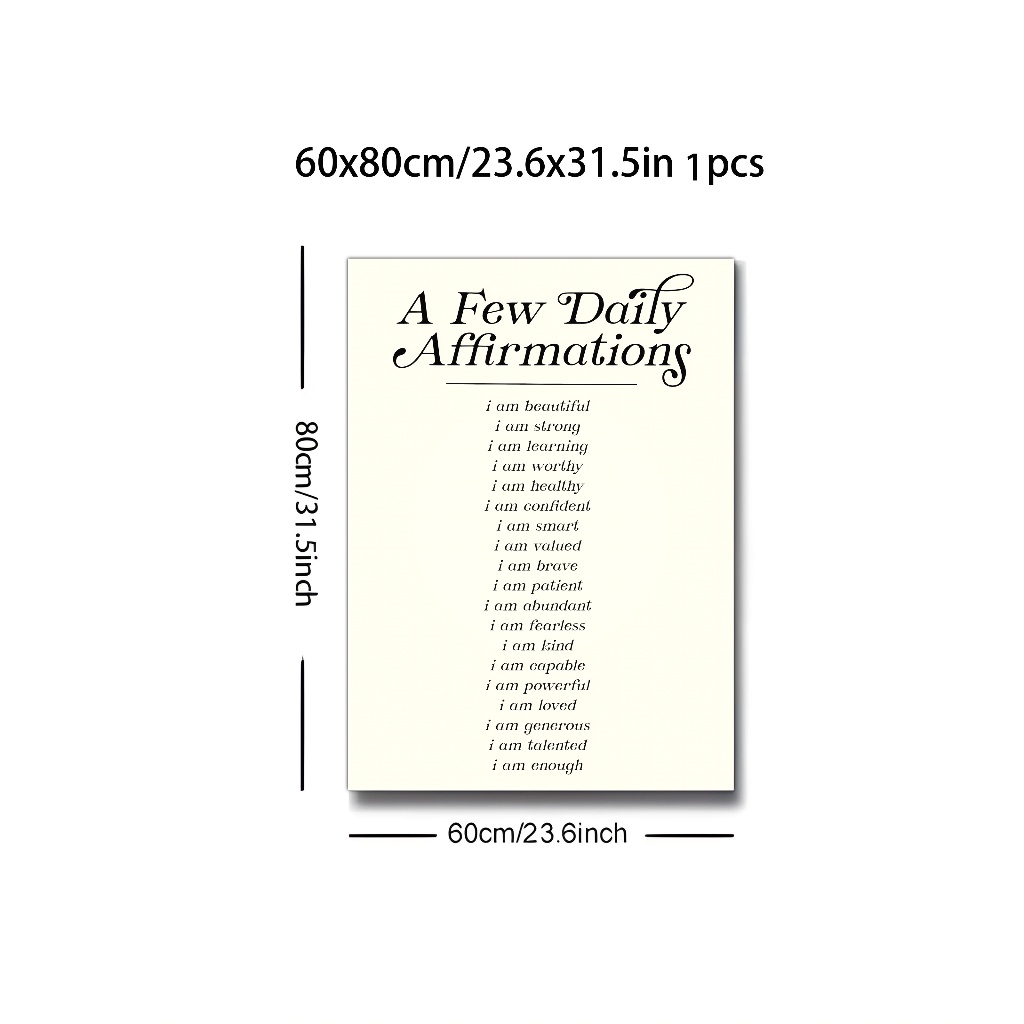 60x80cm/23.6x31.5in 1pcs
A Few Daily
Affirmations
i am beautiful
i am strong
i am learning
i am worthy
i am healthy
i am confident
i am smart
i am valued
i am brave
i am patient
i am abundant
i am fearless
i am kind
i am capable
i am powerful
i am loved
i am generous
i am talented
i am enough
80cm/31.5inch
60cm/23.6inch